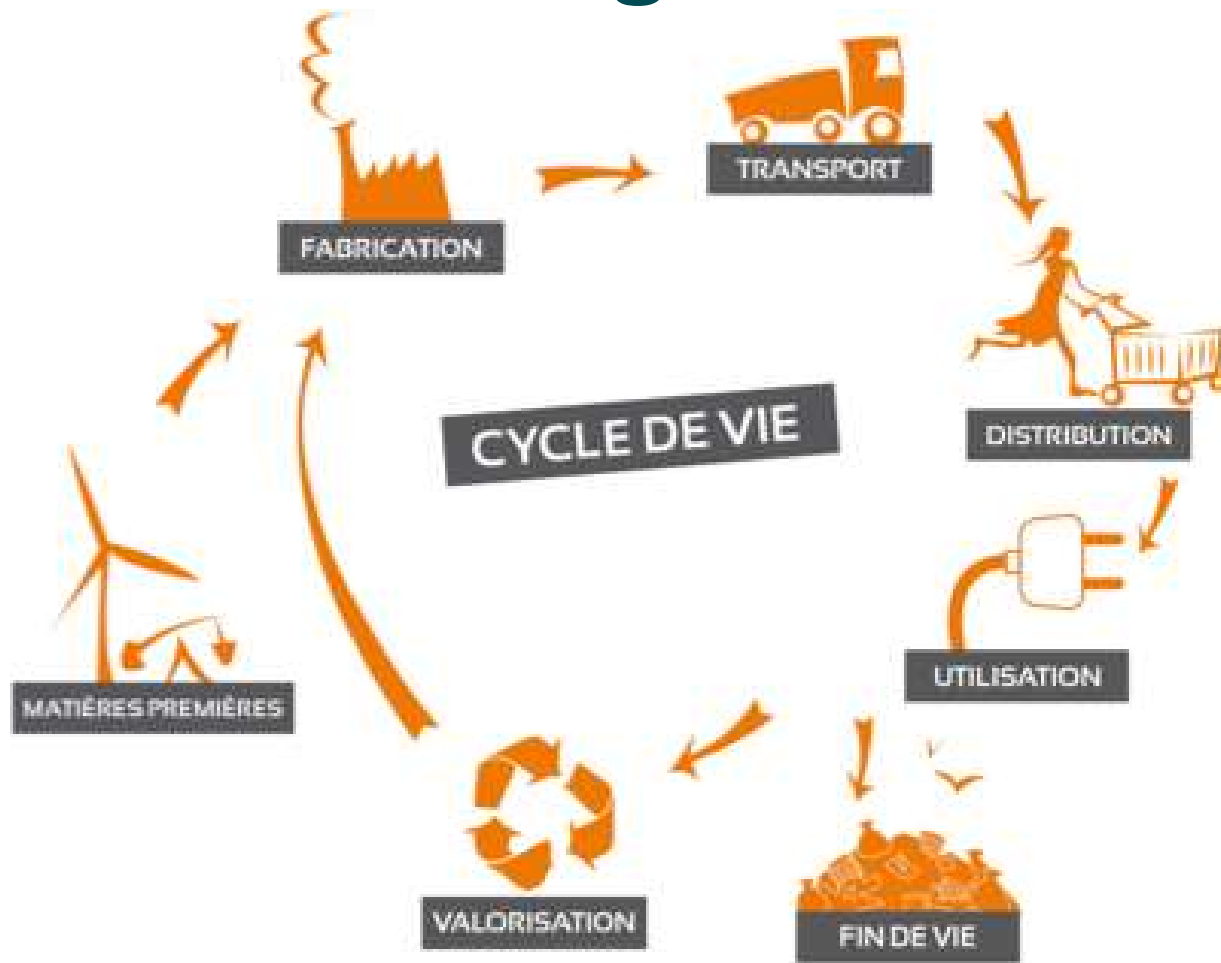 TRANSPORT
FABRICATION
CYCLE DE VIE
DISTRIBUTION
UTILISATION
MATIÈRES PREMIÈRES
VALORISATION
FIN DE VIE